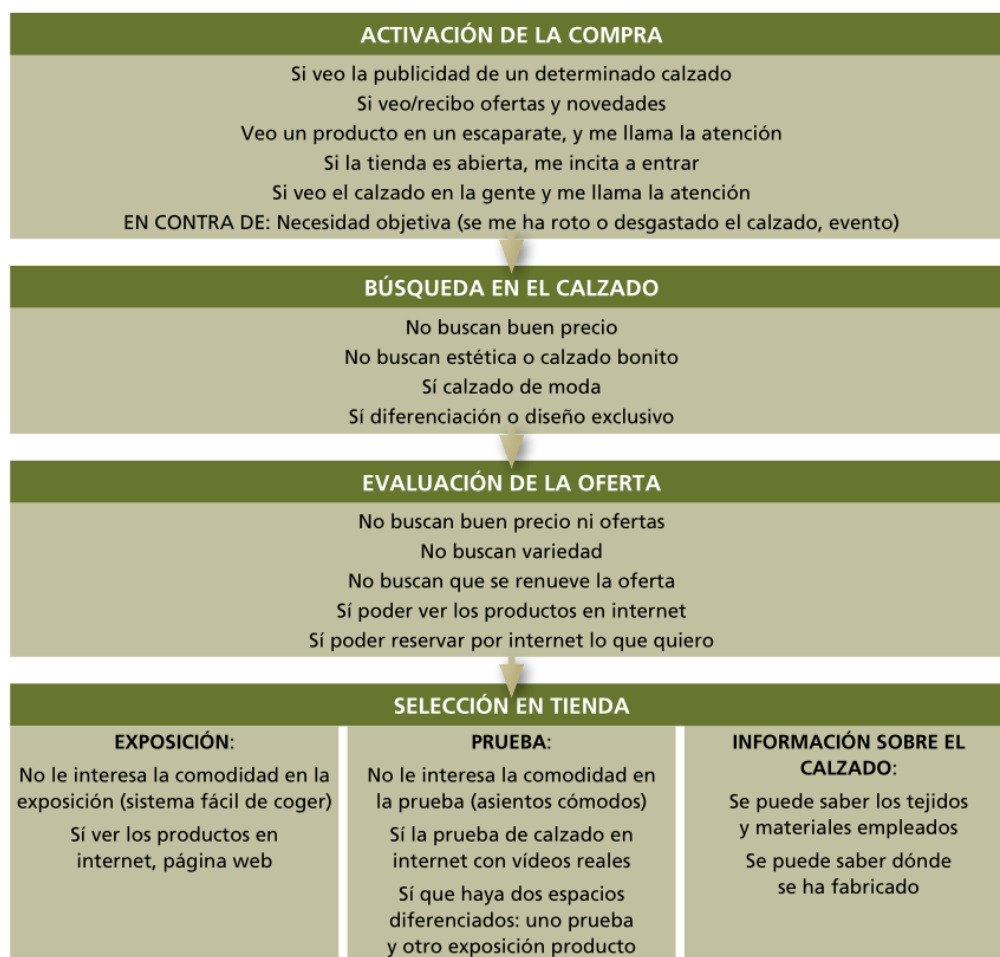 ACTIVACIÓN DE LA COMPRA
Si veo la publicidad de un determinado calzado
Si veo/recibo ofertas y novedades
Veo un producto en un escaparate, y me llama la atención
Si la tienda es abierta, me incita a entrar
Si veo el calzado en la gente y me llama la atención
EN CONTRA DE: Necesidad objetiva (se me ha roto o desgastado el calzado, evento)
BÚSQUEDA EN EL CALZADO
No buscan buen precio
No buscan estética o calzado bonito
Sí calzado de moda
Sí diferenciación o diseño exclusivo
EVALUACIÓN DE LA OFERTA
No buscan buen precio ni ofertas
No buscan variedad
No buscan que se renueve la oferta
Sí poder ver los productos en internet
Sí poder reservar por internet lo que quiero
SELECCIÓN EN TIENDA
EXPOSICIÓN:
No le interesa la comodidad en la
exposición (sistema fácil de coger)
Sí ver los productos en
internet, página web
PRUEBA:
No le interesa la comodidad en
la prueba (asientos cómodos)
Sí la prueba de calzado en
internet con vídeos reales
Sí que haya dos espacios
diferenciados: uno prueba
y otro exposición producto
INFORMACIÓN SOBRE EL
CALZADO:
Se puede saber los tejidos
y materiales empleados
Se puede saber dónde
se ha fabricado